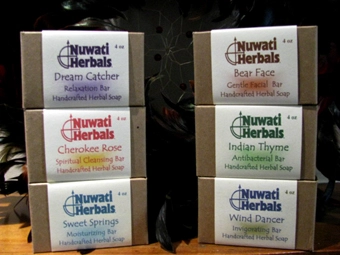 Nuwati
Herbals
4 oz
Dream Catcher
Relaxation Bar
Handcrafted Herbal Soap
Nuwati
Herbals
4 oz
Cherokee Rose
Spiritual Cleansing Bar
Handcrafted Herbal Soap
Nuwati
Herbals
4 oz
Sweet Springs
Moisturizing Bar
Handcrafted Herbal Soap
Nuwati
Herbals
4 oz
Bear Face
Gentle Facial Bar
Handcrafted Herbal Soap
Nuwati
Herbals
4 oz
Indian Thyme
Antibacterial Bar
Handcrafted Herbal Soap
Nuwati
Herbals
4 oz
Wind Dancer
Invigorating Bar
Handcrafted Herbal Soap